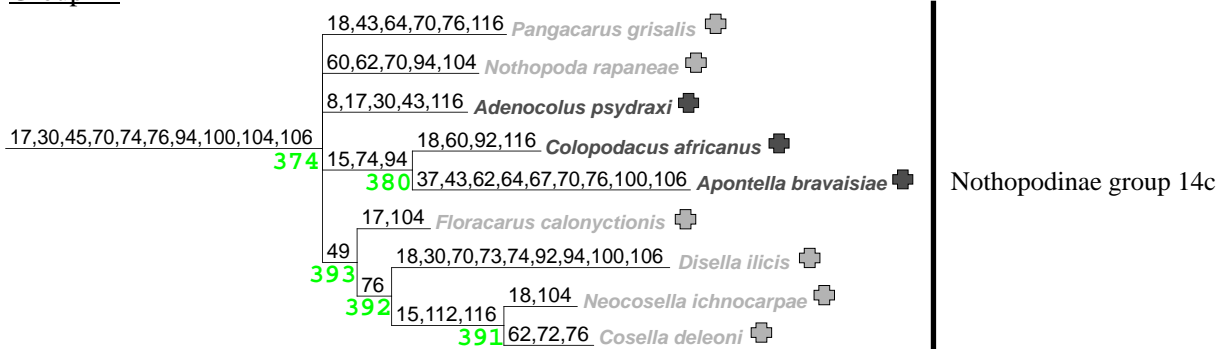 18,43,64,70,76,116 Pangacarus grisalis
60,62,70,94,104 Nothopoda rapaneae
8,17,30,43,116 Adenocolus psydraxi
17,30,45,70,74,76,94,100,104,106
374
15,74,94
18,60,92,116 Colopodacus africanus
380
37,43,62,64,67,70,76,100,106 Apontella bravaisiae
Nothopodinae group 14c
17,104 Floracarus calonyctionis
49
393
18,30,70,73,74,92,94,100,106 Disella ilicis
76
392
18,104 Neocosella ichnocarpae
15,112,116
391
62,72,76 Cosella deleoni